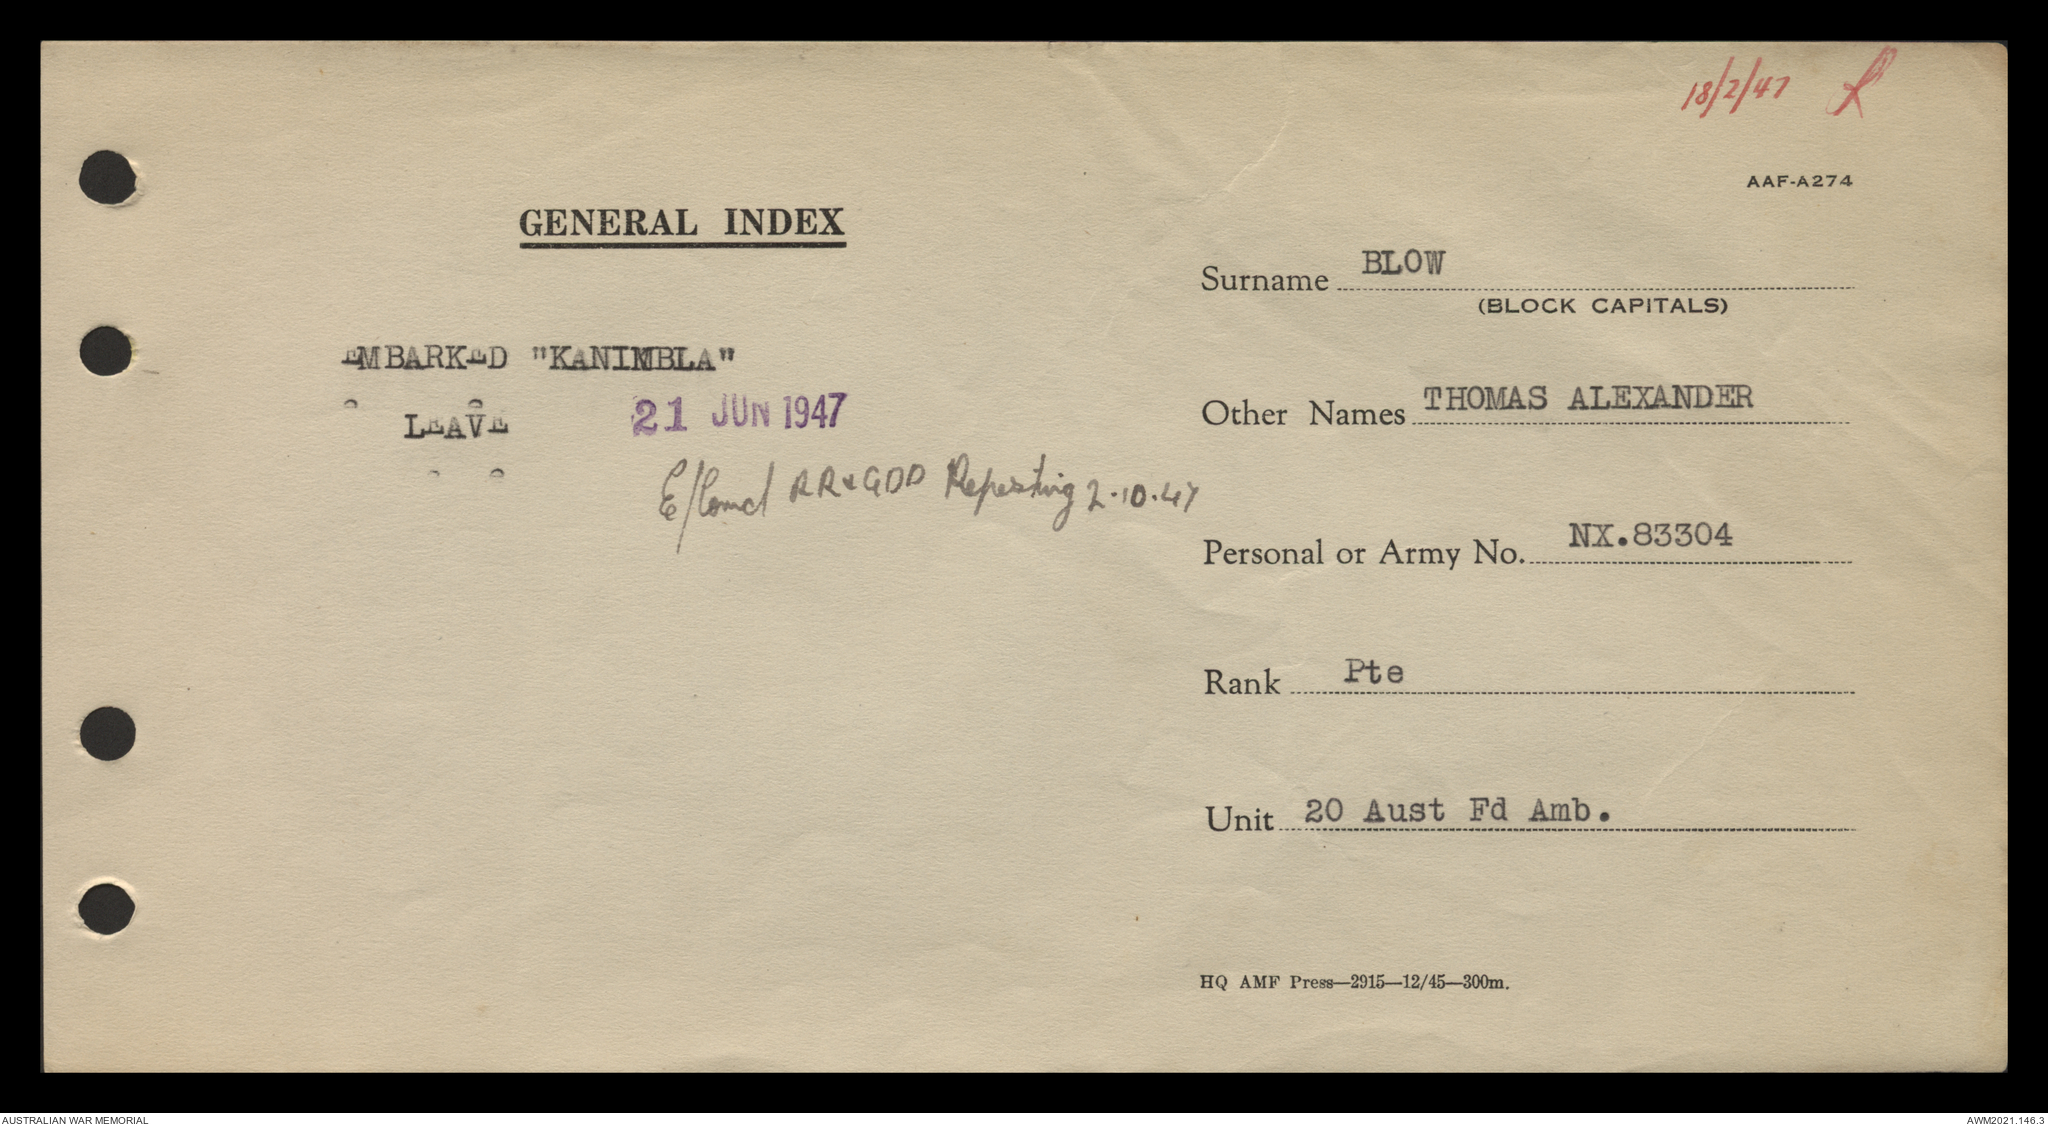 18/2/47
AAF-A274
GENERAL INDEX
Surname BLOW
(BLOCK CAPITALS)
EMBARKED "KANIMBLA"
LEAVE 21 JUN 1947
Other Names THOMAS ALEXANDER
E/Comd RR&GDD Reporting 2.10.47
Personal or Army No. NX.83304
Rank Pte
Unit 20 Aust Fd Amb.
HQ AMF Press—2915—12/45—300m.
AUSTRALIAN WAR MEMORIAL
AWM2021.146.3